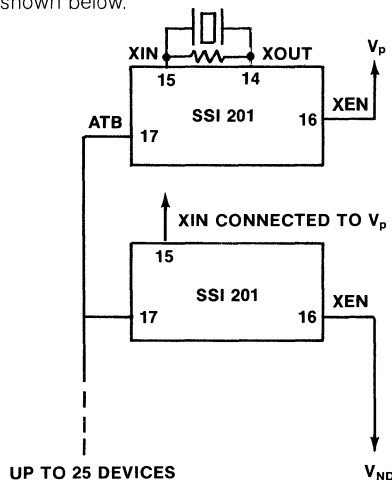 shown below.
XIN
XOUT
Vp
15
14
SSI 201
XEN
16
ATB
17
XIN CONNECTED TO Vp
15
SSI 201
XEN
17
16
UP TO 25 DEVICES
VND